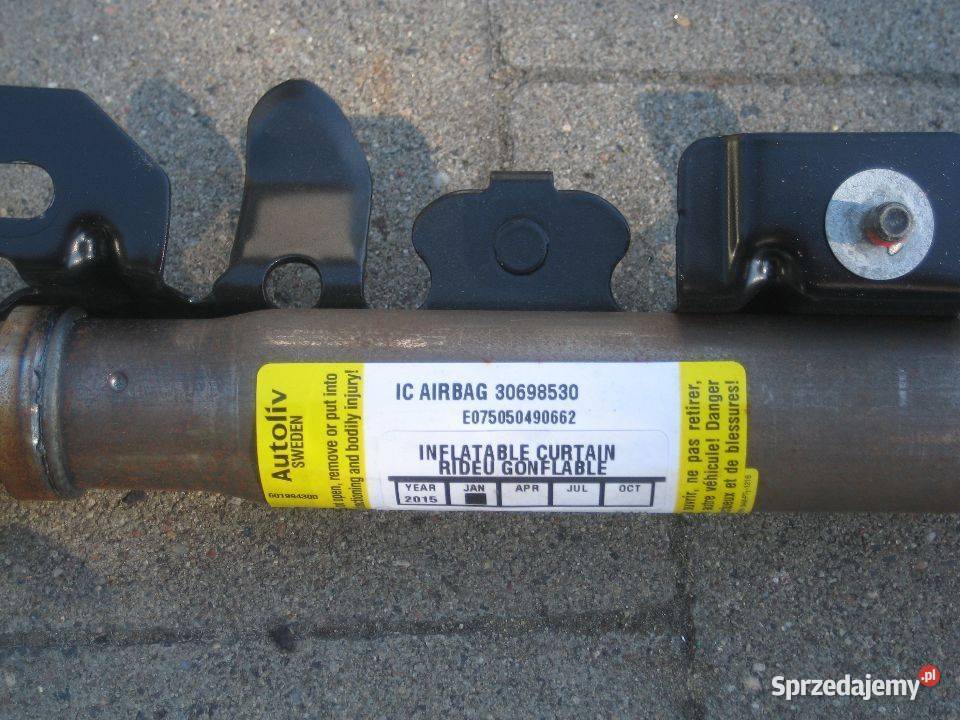 Autoliv
SWEDEN
601984300
open, remove or put into
and bodily injury!
IC AIRBAG 30698530
E075050490662
INFLATABLE CURTAIN
RIDEU GONFLABLE
YEAR JAN APR JUL OCT
2015
ne pas retirer,
véhicule! Danger
et de blessures!
Sprzedajemy.pl